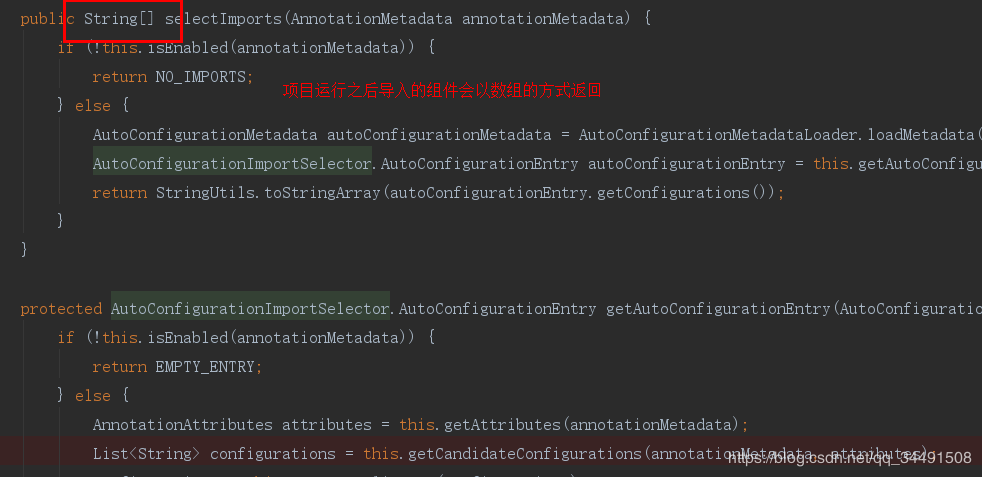 public String[] selectImports(AnnotationMetadata annotationMetadata) {
if (!this.isEnabled(annotationMetadata)) {
return NO_IMPORTS;
项目运行之后导入的组件会以数组的方式返回
} else {
AutoConfigurationMetadata autoConfigurationMetadata = AutoConfigurationMetadataLoader.loadMetadata(
AutoConfigurationImportSelector.AutoConfigurationEntry autoConfigurationEntry = this.getAutoConfigu
return StringUtils.toStringArray(autoConfigurationEntry.getConfigurations());
}
}
protected AutoConfigurationImportSelector.AutoConfigurationEntry getAutoConfigurationEntry(AutoConfiguration
if (!this.isEnabled(annotationMetadata)) {
return EMPTY_ENTRY;
} else {
AnnotationAttributes attributes = this.getAttributes(annotationMetadata);
List<String> configurations = this.getCandidateConfigurations(annotationMetadata, attributes)
https://blog.csdn.net/qq_34491508